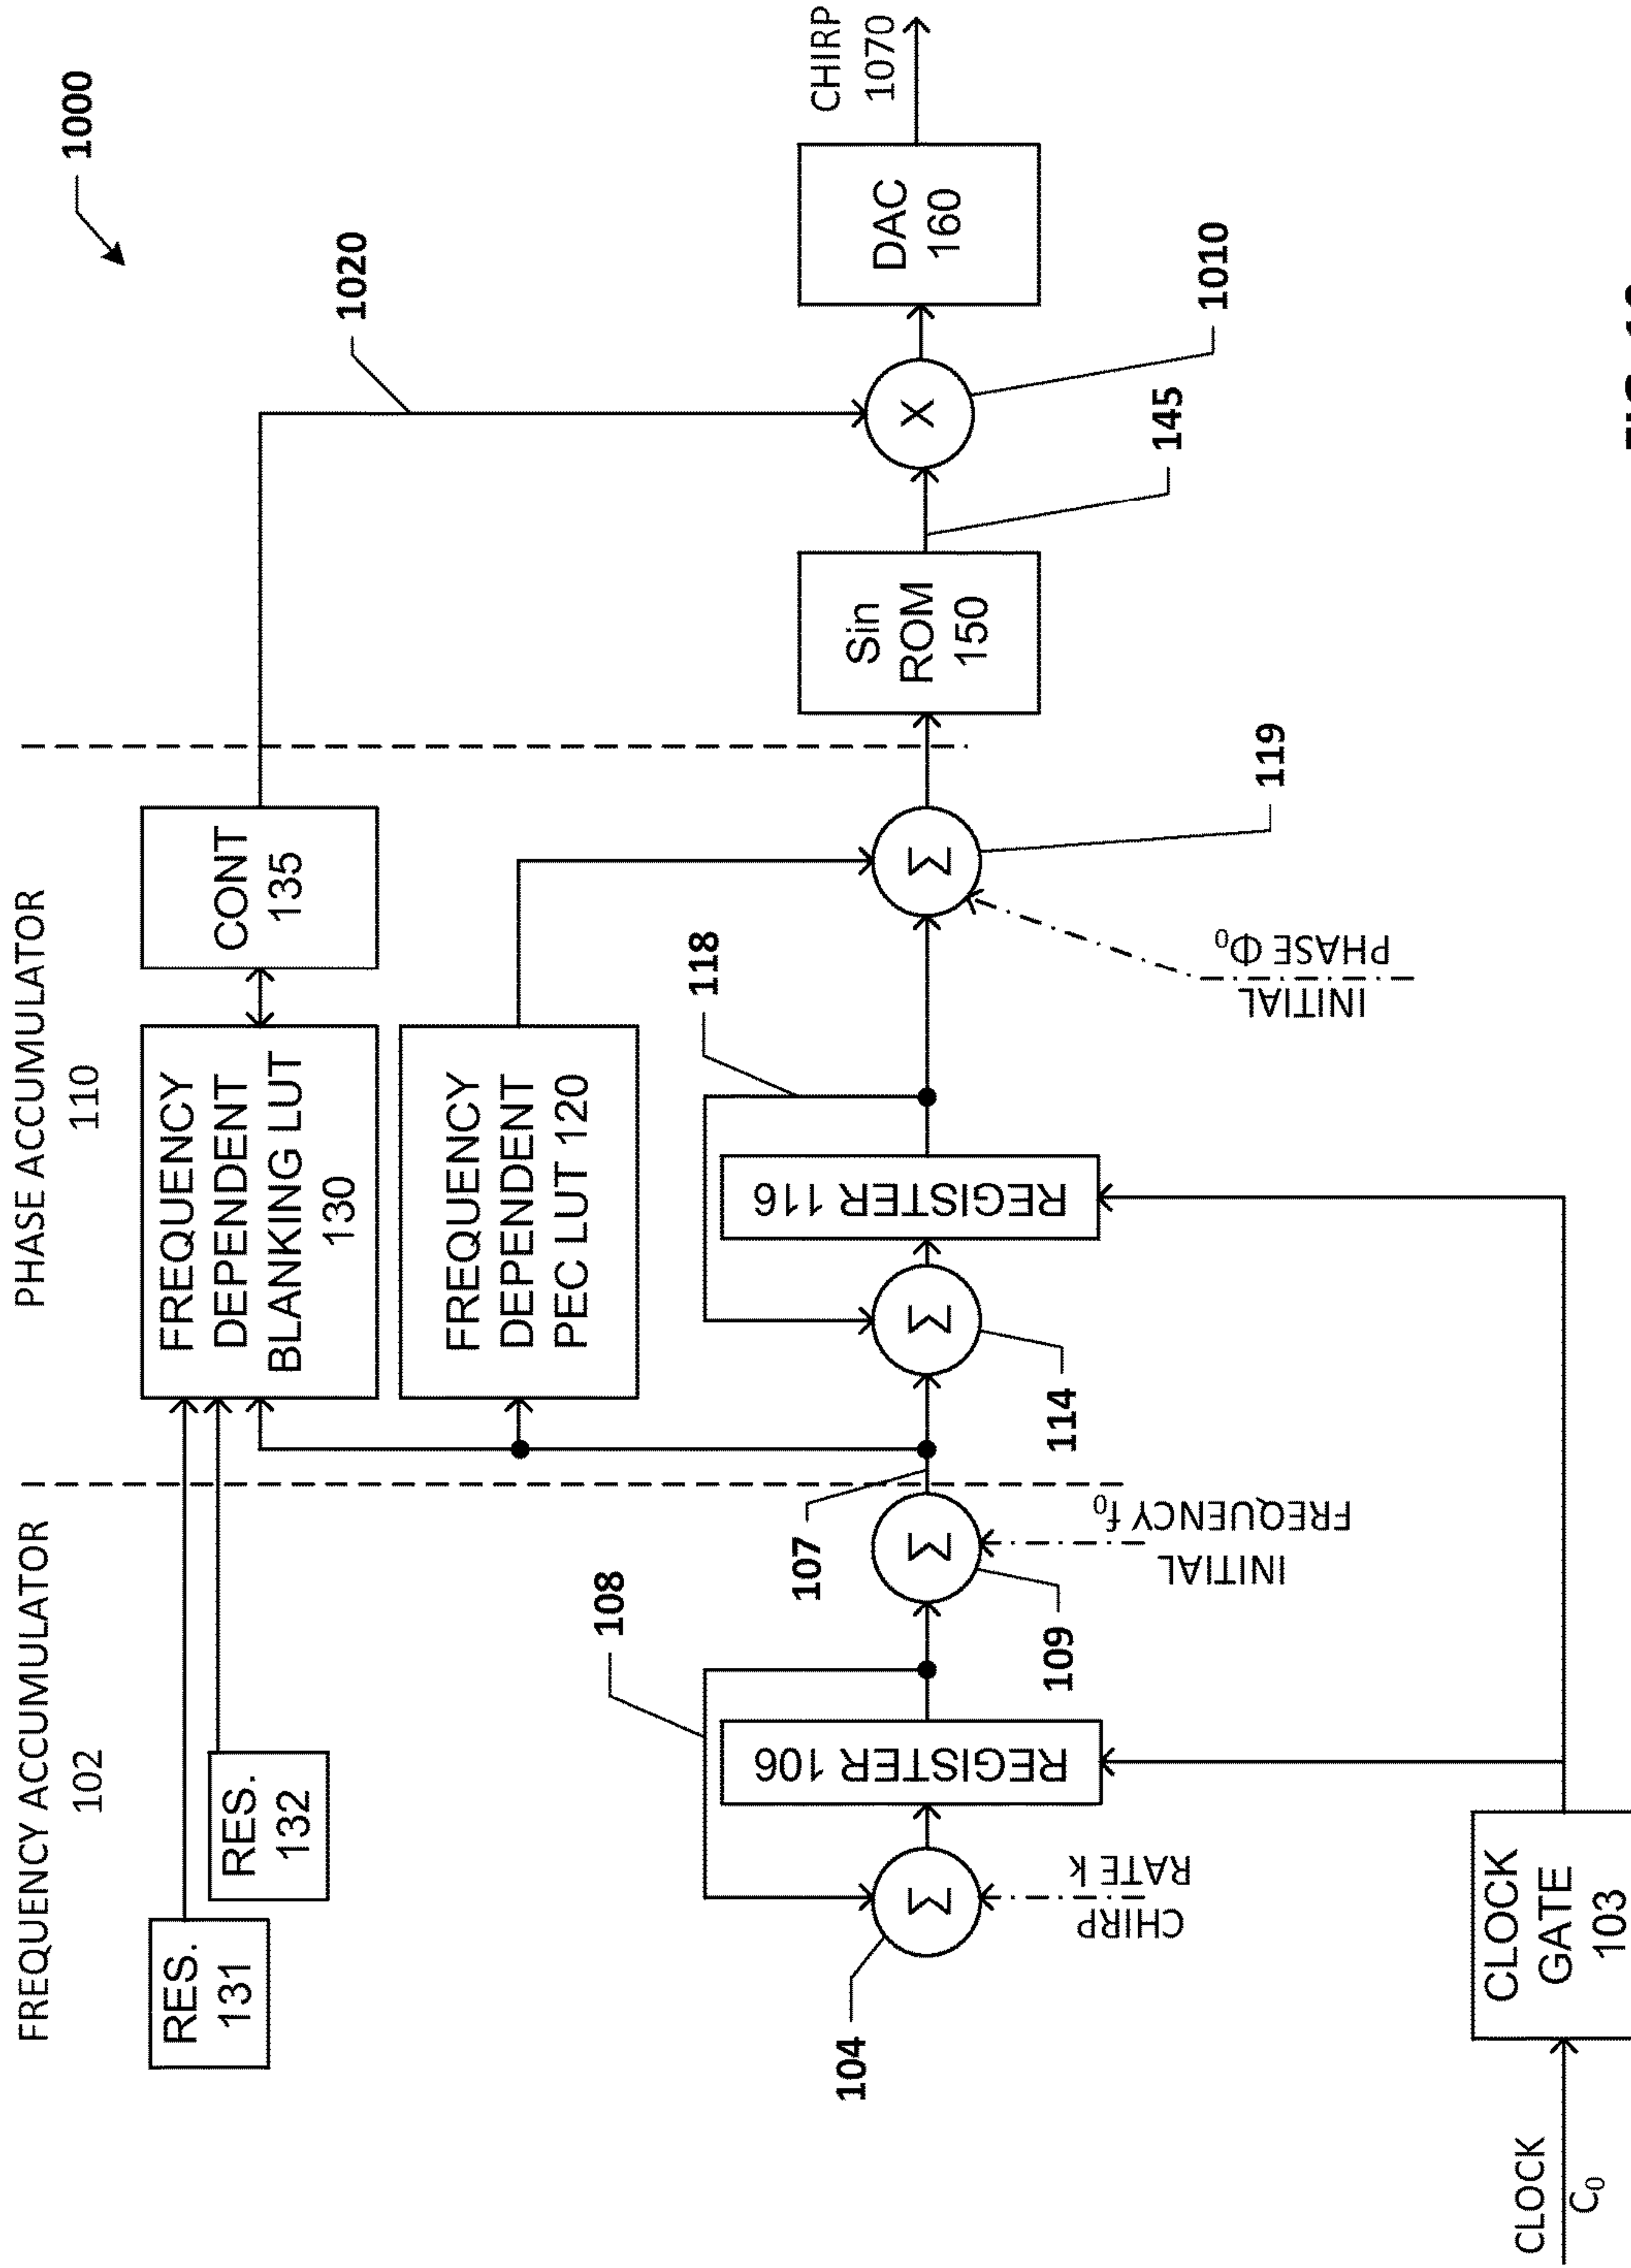 1000
FREQUENCY ACCUMULATOR
102
PHASE ACCUMULATOR
110
RES.
131
RES.
132
FREQUENCY
DEPENDENT
BLANKING LUT
130
CONT
135
1020
FREQUENCY
DEPENDENT
PEC LUT 120
108
118
CHIRP
1070
104
Σ
REGISTER 106
Σ
107
Σ
REGISTER 116
Σ
Sin
ROM
150
X
DAC
160
CHIRP
RATE k
109
INITIAL
FREQUENCY f₀
114
INITIAL
PHASE Φ₀
119
145
1010
CLOCK
C₀
CLOCK
GATE
103